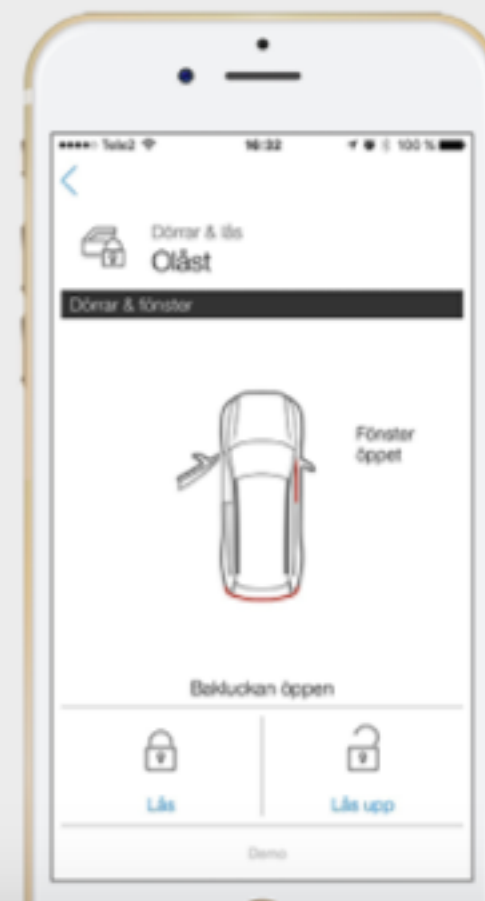 Tele2
16:32
100 %
Dörrar & lås
Olåst
Dörrar & fönster
Fönster
öppet
Bakluckan öppen
Lås
Lås upp
Demo